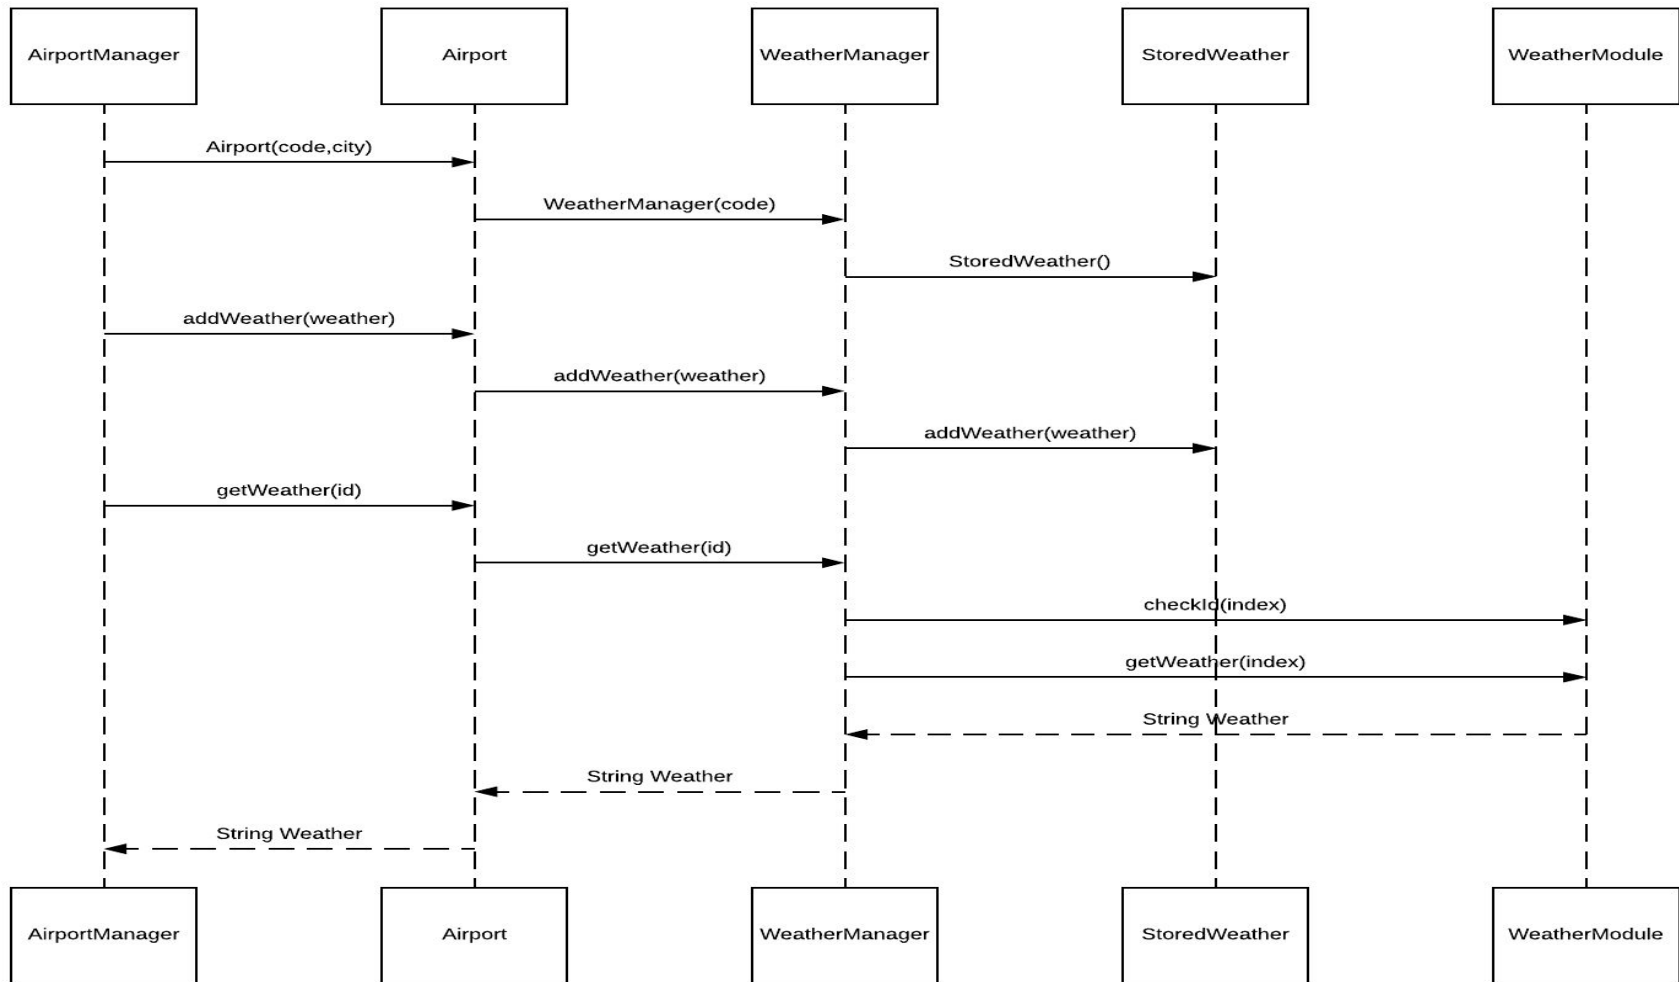 AirportManager
Airport
WeatherManager
StoredWeather
WeatherModule
Airport(code,city)
WeatherManager(code)
StoredWeather()
addWeather(weather)
addWeather(weather)
addWeather(weather)
getWeather(id)
getWeather(id)
checkId(index)
getWeather(index)
String Weather
String Weather
String Weather
AirportManager
Airport
WeatherManager
StoredWeather
WeatherModule